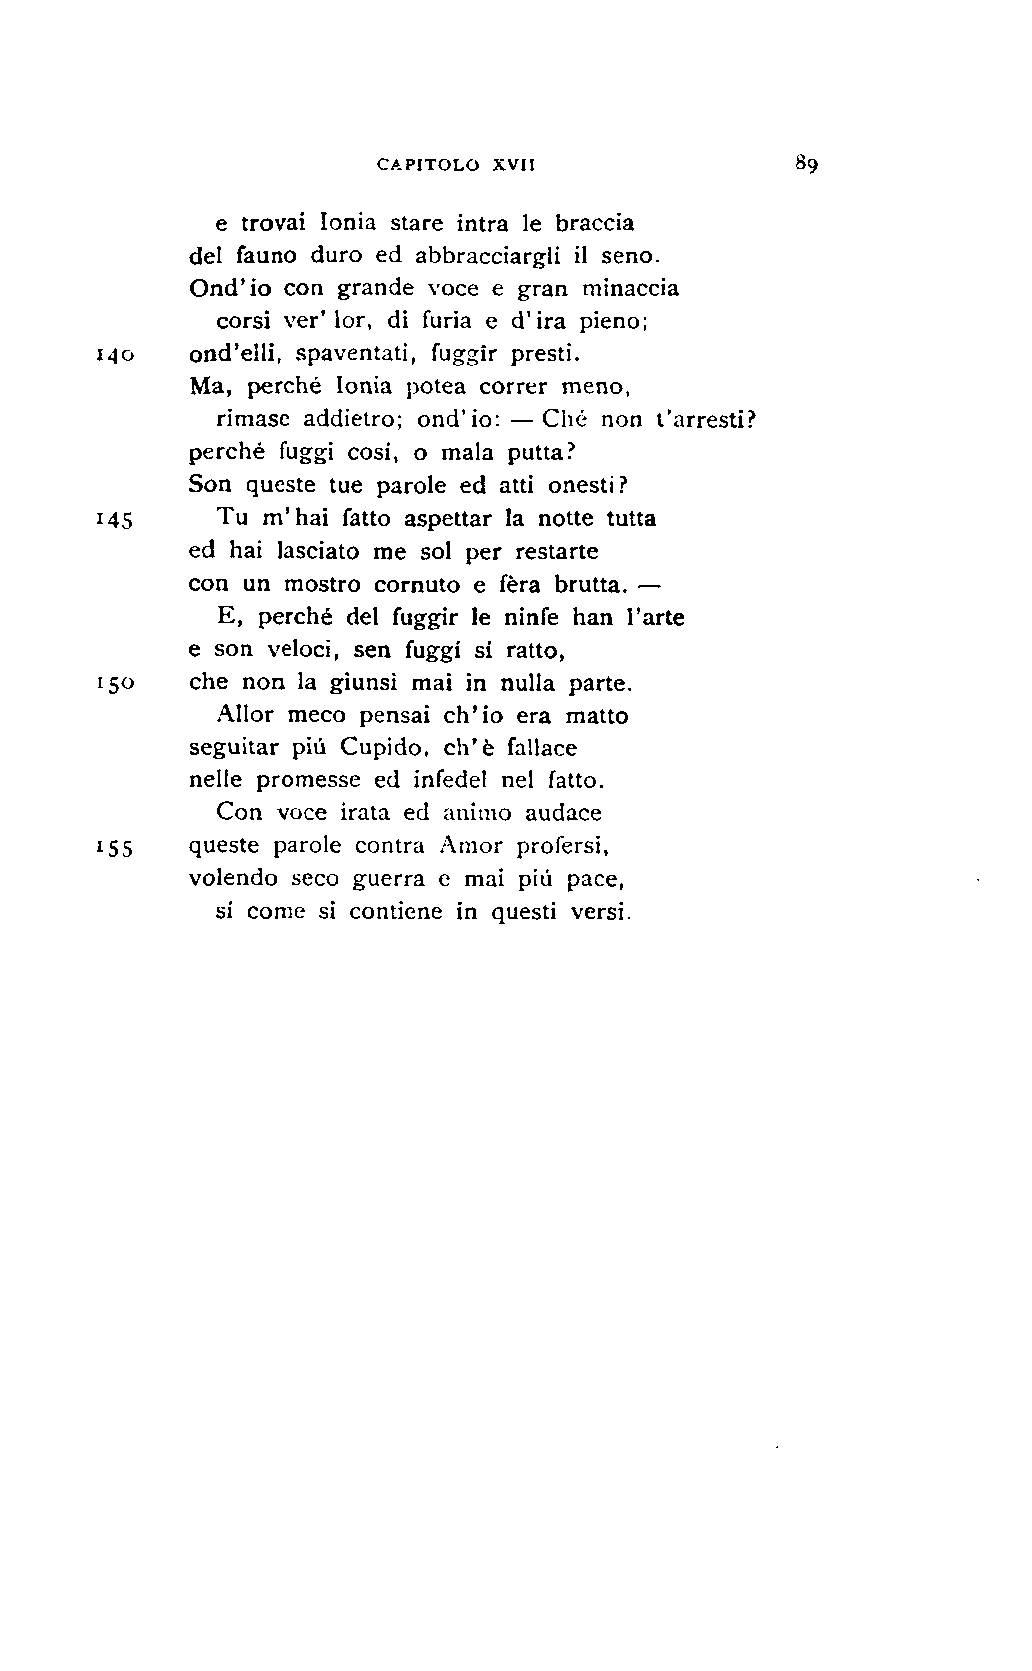 CAPITOLO XVII 89
e trovai Ionia stare intra le braccia
del fauno duro ed abbracciargli il seno.
Ond'io con grande voce e gran minaccia
corsi ver' lor, di furia e d'ira pieno;
140 ond'elli, spaventati, fuggir presti.
Ma, perché Ionia potea correr meno,
rimase addietro; ond'io: — Ché non t'arresti?
perché fuggi cosí, o mala putta?
Son queste tue parole ed atti onesti?
145 Tu m'hai fatto aspettar la notte tutta
ed hai lasciato me sol per restarte
con un mostro cornuto e fèra brutta. —
E, perché del fuggir le ninfe han l'arte
e son veloci, sen fuggí sí ratto,
150 che non la giunsi mai in nulla parte.
Allor meco pensai ch'io era matto
seguitar piú Cupido, ch'è fallace
nelle promesse ed infedel nel fatto.
Con voce irata ed animo audace
155 queste parole contra Amor profersi,
volendo seco guerra e mai piú pace,
sí come si contiene in questi versi.